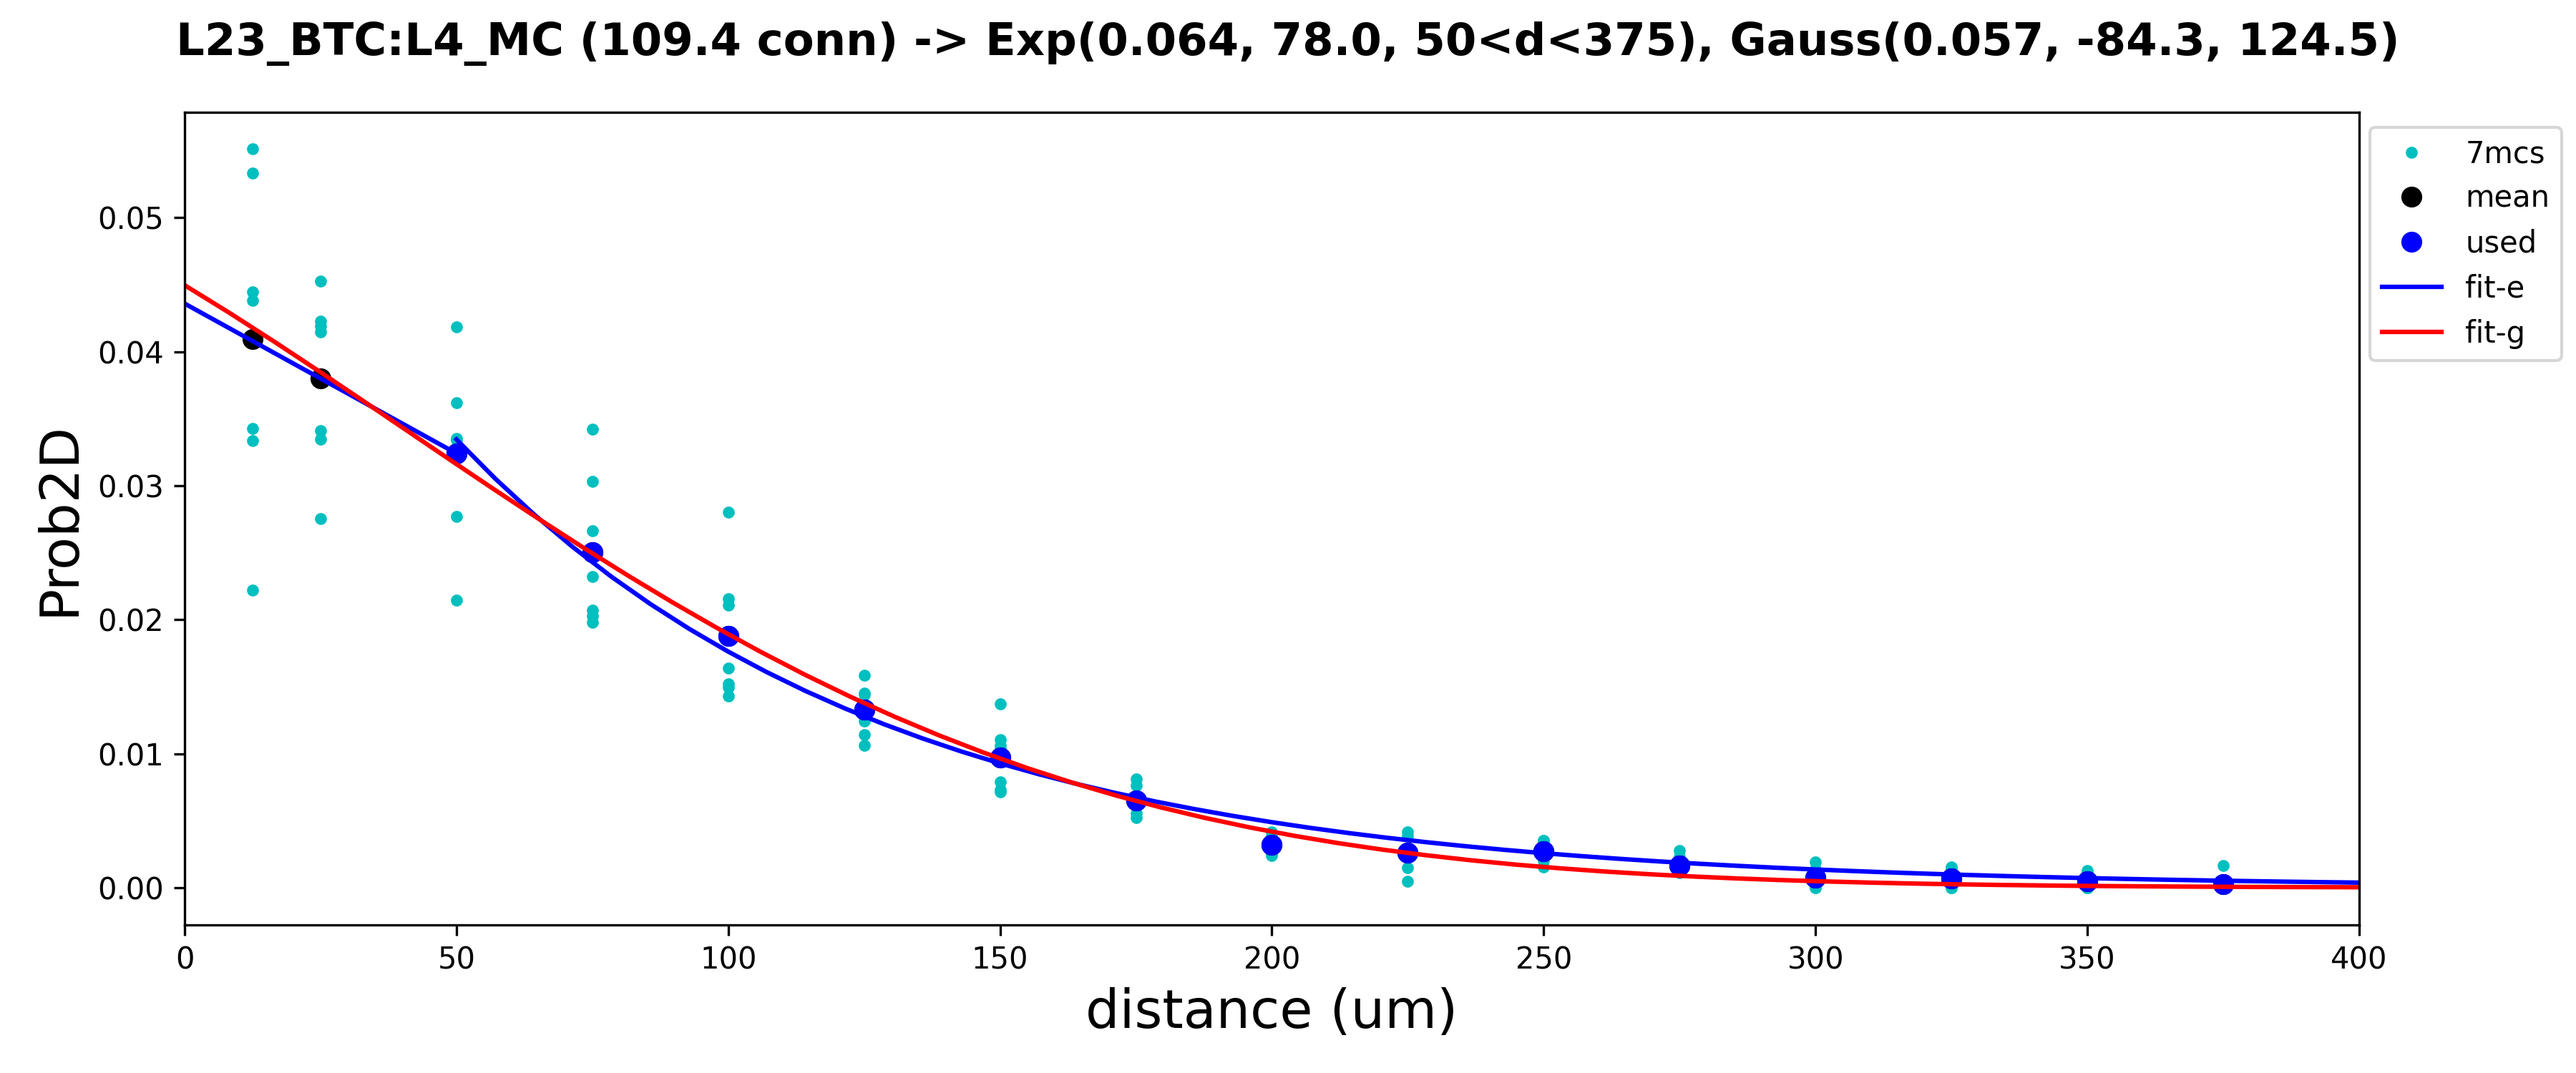 L23_BTC:L4_MC (109.4 conn) -> Exp(0.064, 78.0, 50<d<375), Gauss(0.057, -84.3, 124.5)
7mcs
mean
used
fit-e
fit-g
Prob2D
0.05
0.04
0.03
0.02
0.01
0.00
0 50 100 150 200 250 300 350 400
distance (um)